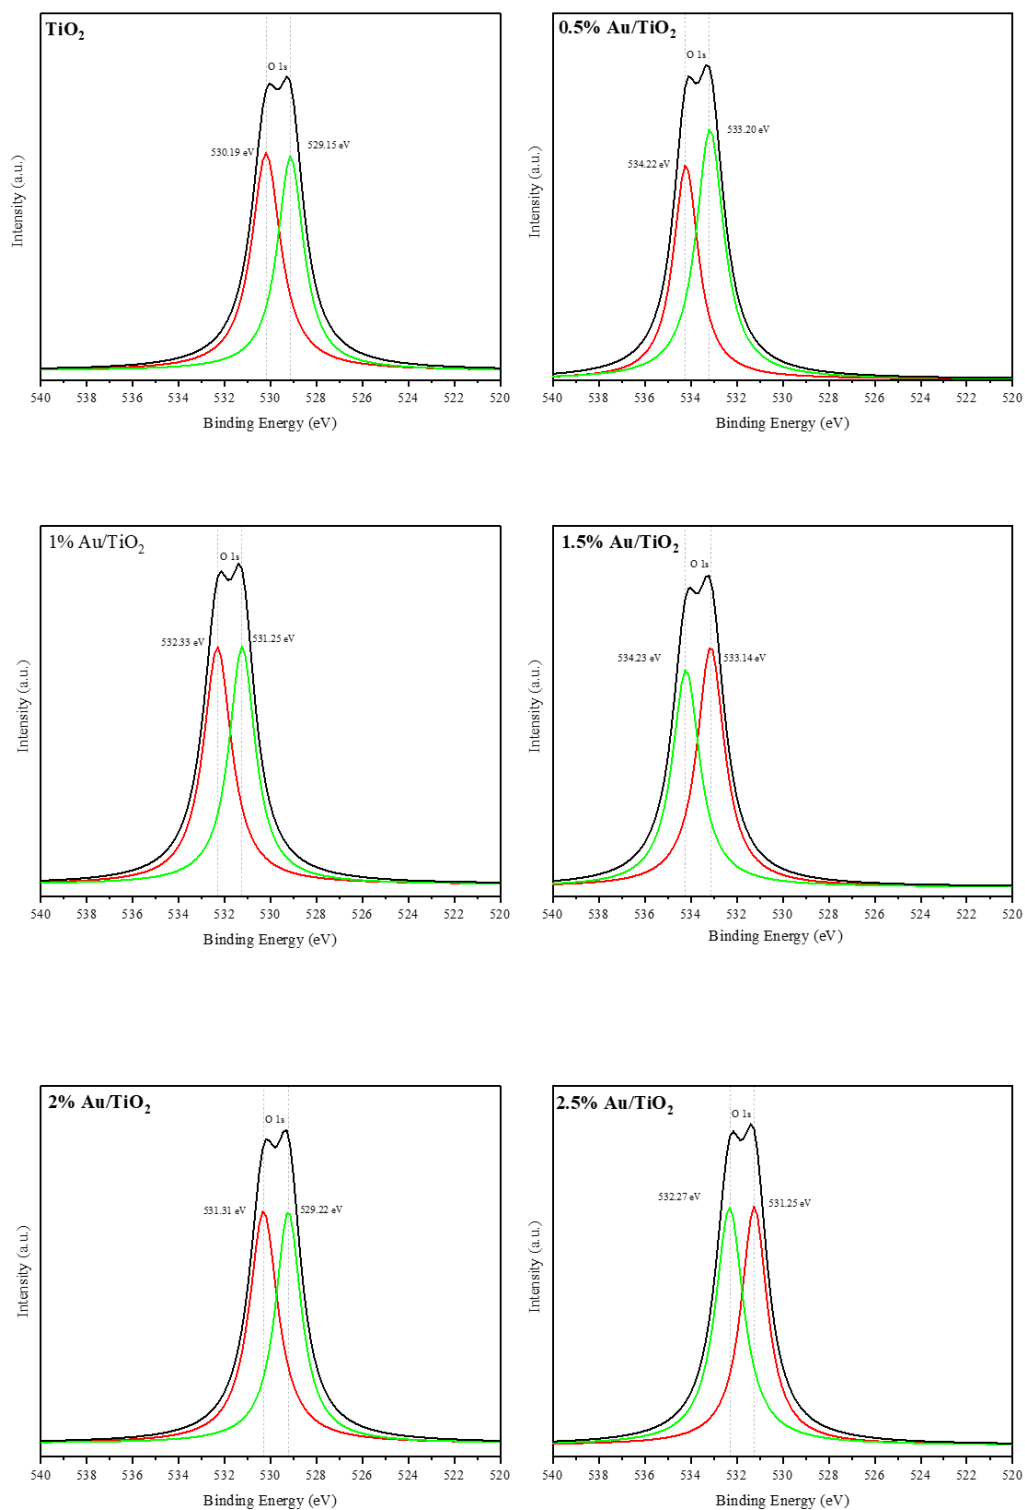 TiO₂
O 1s
530.19 eV
529.15 eV
Intensity (a.u.)
540 538 536 534 532 530 528 526 524 522 520
Binding Energy (eV)
0.5% Au/TiO₂
O 1s
533.20 eV
534.22 eV
Intensity (a.u.)
540 538 536 534 532 530 528 526 524 522 520
Binding Energy (eV)
1% Au/TiO₂
O 1s
532.33 eV
531.25 eV
Intensity (a.u.)
540 538 536 534 532 530 528 526 524 522 520
Binding Energy (eV)
1.5% Au/TiO₂
O 1s
534.23 eV
533.14 eV
Intensity (a.u.)
540 538 536 534 532 531 528 526 524 522 520
Binding Energy (eV)
2% Au/TiO₂
O 1s
531.31 eV
529.22 eV
Intensity (a.u.)
540 538 536 534 532 530 528 526 524 522 520
Binding Energy (eV)
2.5% Au/TiO₂
O 1s
532.27 eV
531.25 eV
Intensity (a.u.)
540 538 536 534 532 530 528 526 524 522 520
Binding Energy (eV)